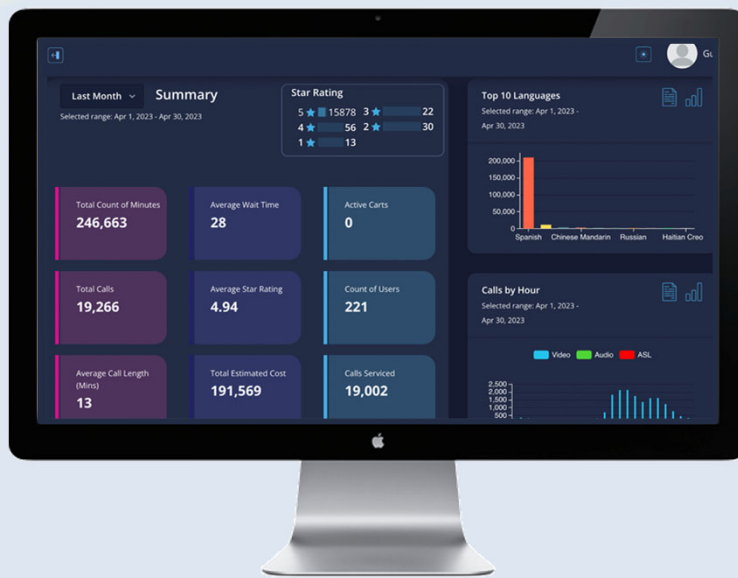 Gu
Last Month Summary
Selected range: Apr 1, 2023 - Apr 30, 2023
Star Rating
5 15878 3 22
4 56 2 30
1 13
Total Count of Minutes
246,663
Average Wait Time
28
Active Carts
0
Total Calls
19,266
Average Star Rating
4.94
Count of Users
221
Average Call Length
(Mins)
13
Total Estimated Cost
191,569
Calls Serviced
19,002
Top 10 Languages
Selected range: Apr 1, 2023 -
Apr 30, 2023
200,000
150,000
100,000
50,000
0
Spanish Chinese Mandarin Russian Haitian Creo
Calls by Hour
Selected range: Apr 1, 2023 -
Apr 30, 2023
Video Audio ASL
2,500
2,000
1,500
1,000
500